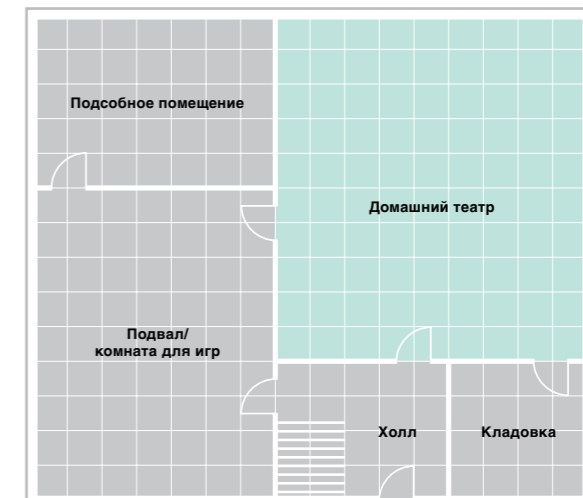 Подсобное помещение
Домашний театр
Подвал/
комната для игр
Холл
Кладовка